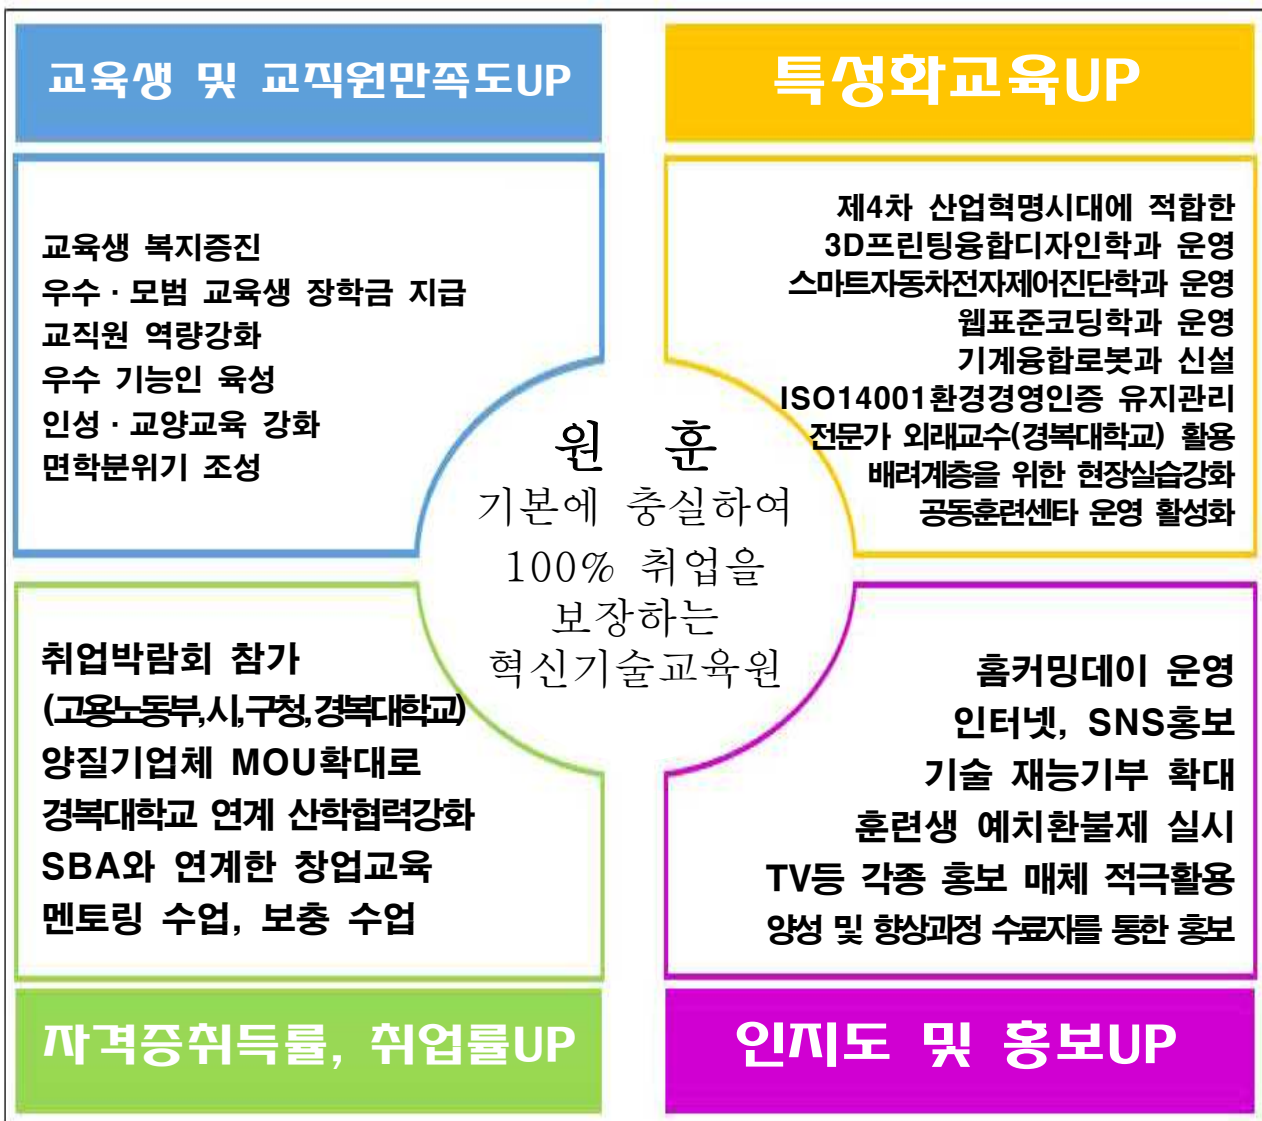 교육생 및 교직원만족도UP
교육생 복지증진
우수·모범 교육생 장학금 지급
교직원 역량강화
우수 기능인 육성
인성·교양교육 강화
면학분위기 조성
특성화교육UP
제4차 산업혁명시대에 적합한
3D프린팅융합디자인학과 운영
스마트자동차전자제어진단학과 운영
웹표준코딩학과 운영
기계융합로봇과 신설
ISO14001환경경영인증 유지관리
전문가 외래교수(경복대학교) 활용
배려계층을 위한 현장실습강화
공동훈련센타 운영 활성화
원 훈
기본에 충실하여
100% 취업을
보장하는
혁신기술교육원
취업박람회 참가
(고용노동부,시,구청,경복대학교)
양질기업체 MOU확대로
경복대학교 연계 산학협력강화
SBA와 연계한 창업교육
멘토링 수업, 보충 수업
자격증취득률, 취업률UP
홈커밍데이 운영
인터넷, SNS홍보
기술 재능기부 확대
훈련생 예치환불제 실시
TV등 각종 홍보 매체 적극활용
양성 및 향상과정 수료자를 통한 홍보
인지도 및 홍보UP